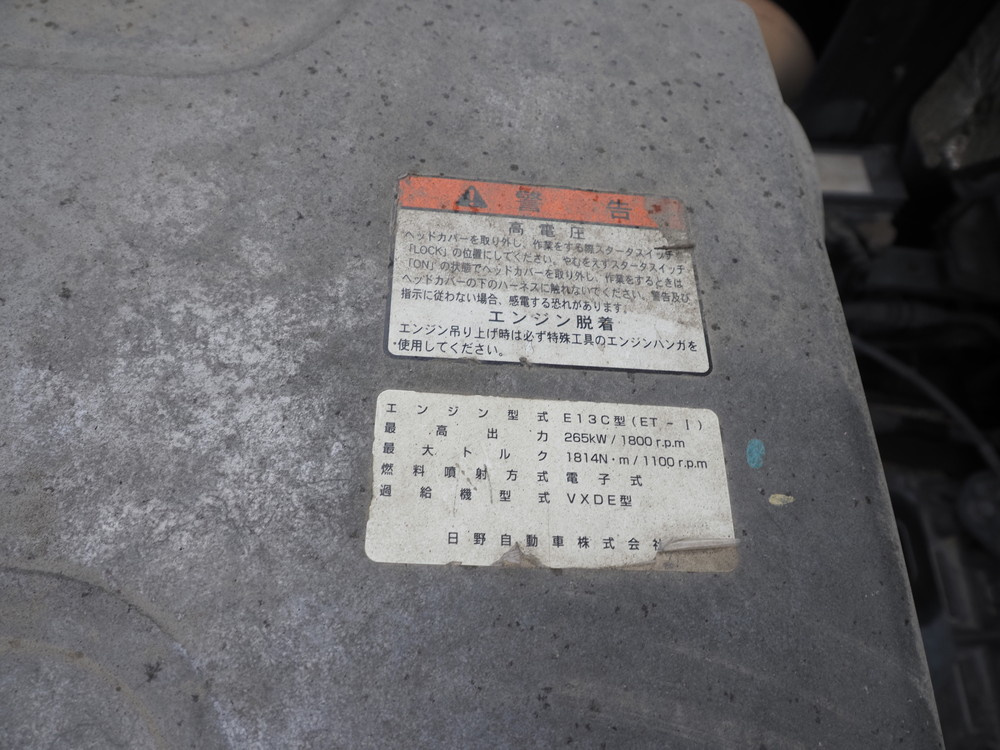 警告
高電圧
ヘッドカバーを取り外し、作業をする際スタータスイッチを
「LOCK」の位置にしてください。やむをえずスタータスイッチ
「ON」の状態でヘッドカバーを取り外し、作業をするときは
ヘッドカバーの下のハーネスに触れないでください。警告及び
指示に従わない場合、感電する恐れがあります。
エンジン脱着
エンジン吊り上げ時は必ず特殊工具のエンジンハンガを
使用してください。
エンジン型式 E13C型(ET-I)
最高出力 265kW/1800r.p.m
最大トルク 1814N・m/1100r.p.m
燃料噴射方式 電子式
過給機型式 VXDE型
日野自動車株式会社